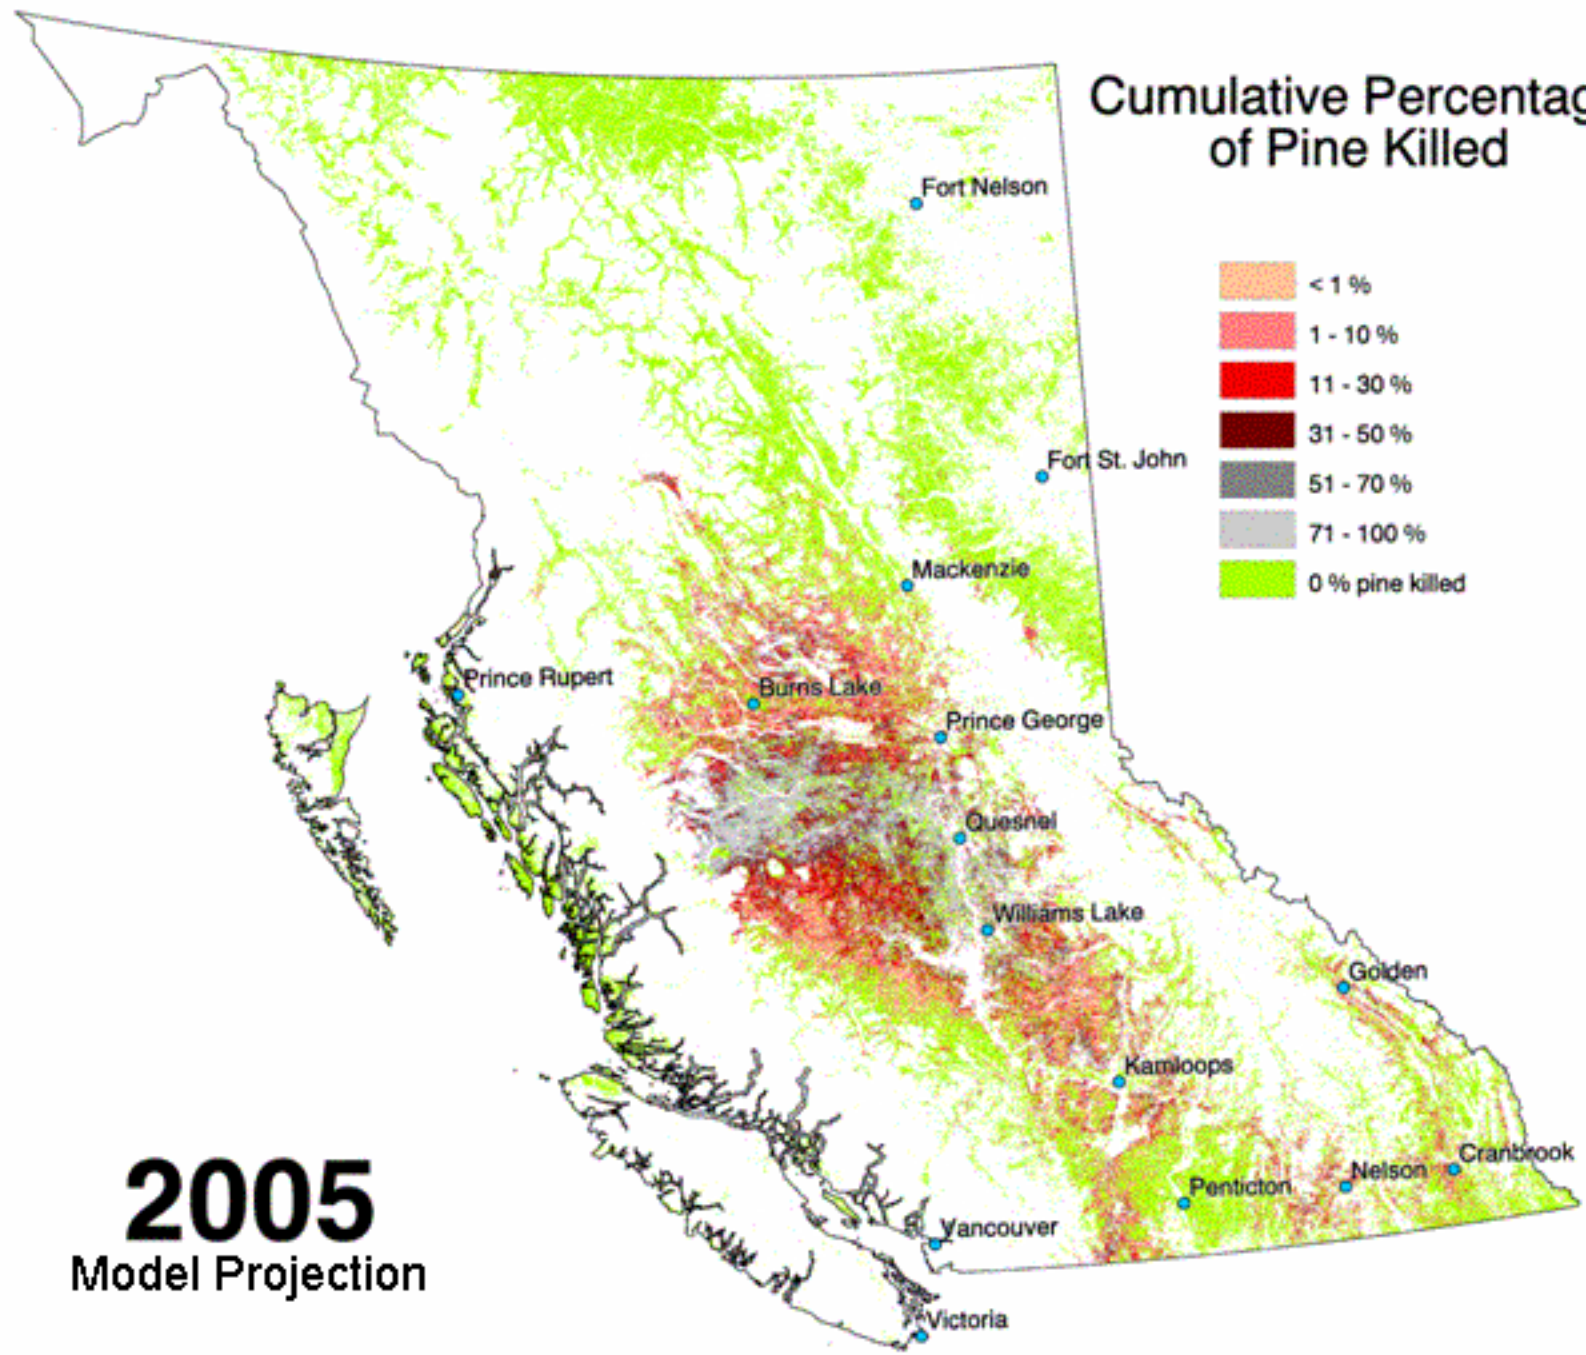 Cumulative Percentag
of Pine Killed
Fort Nelson
< 1 %
1 - 10 %
11 - 30 %
31 - 50 %
51 - 70 %
71 - 100 %
0 % pine killed
Fort St. John
Mackenzie
Prince Rupert
Burns Lake
Prince George
Quesnel
Williams Lake
Golden
Kamloops
Cranbrook
Nelson
Penticton
Vancouver
Victoria
2005
Model Projection